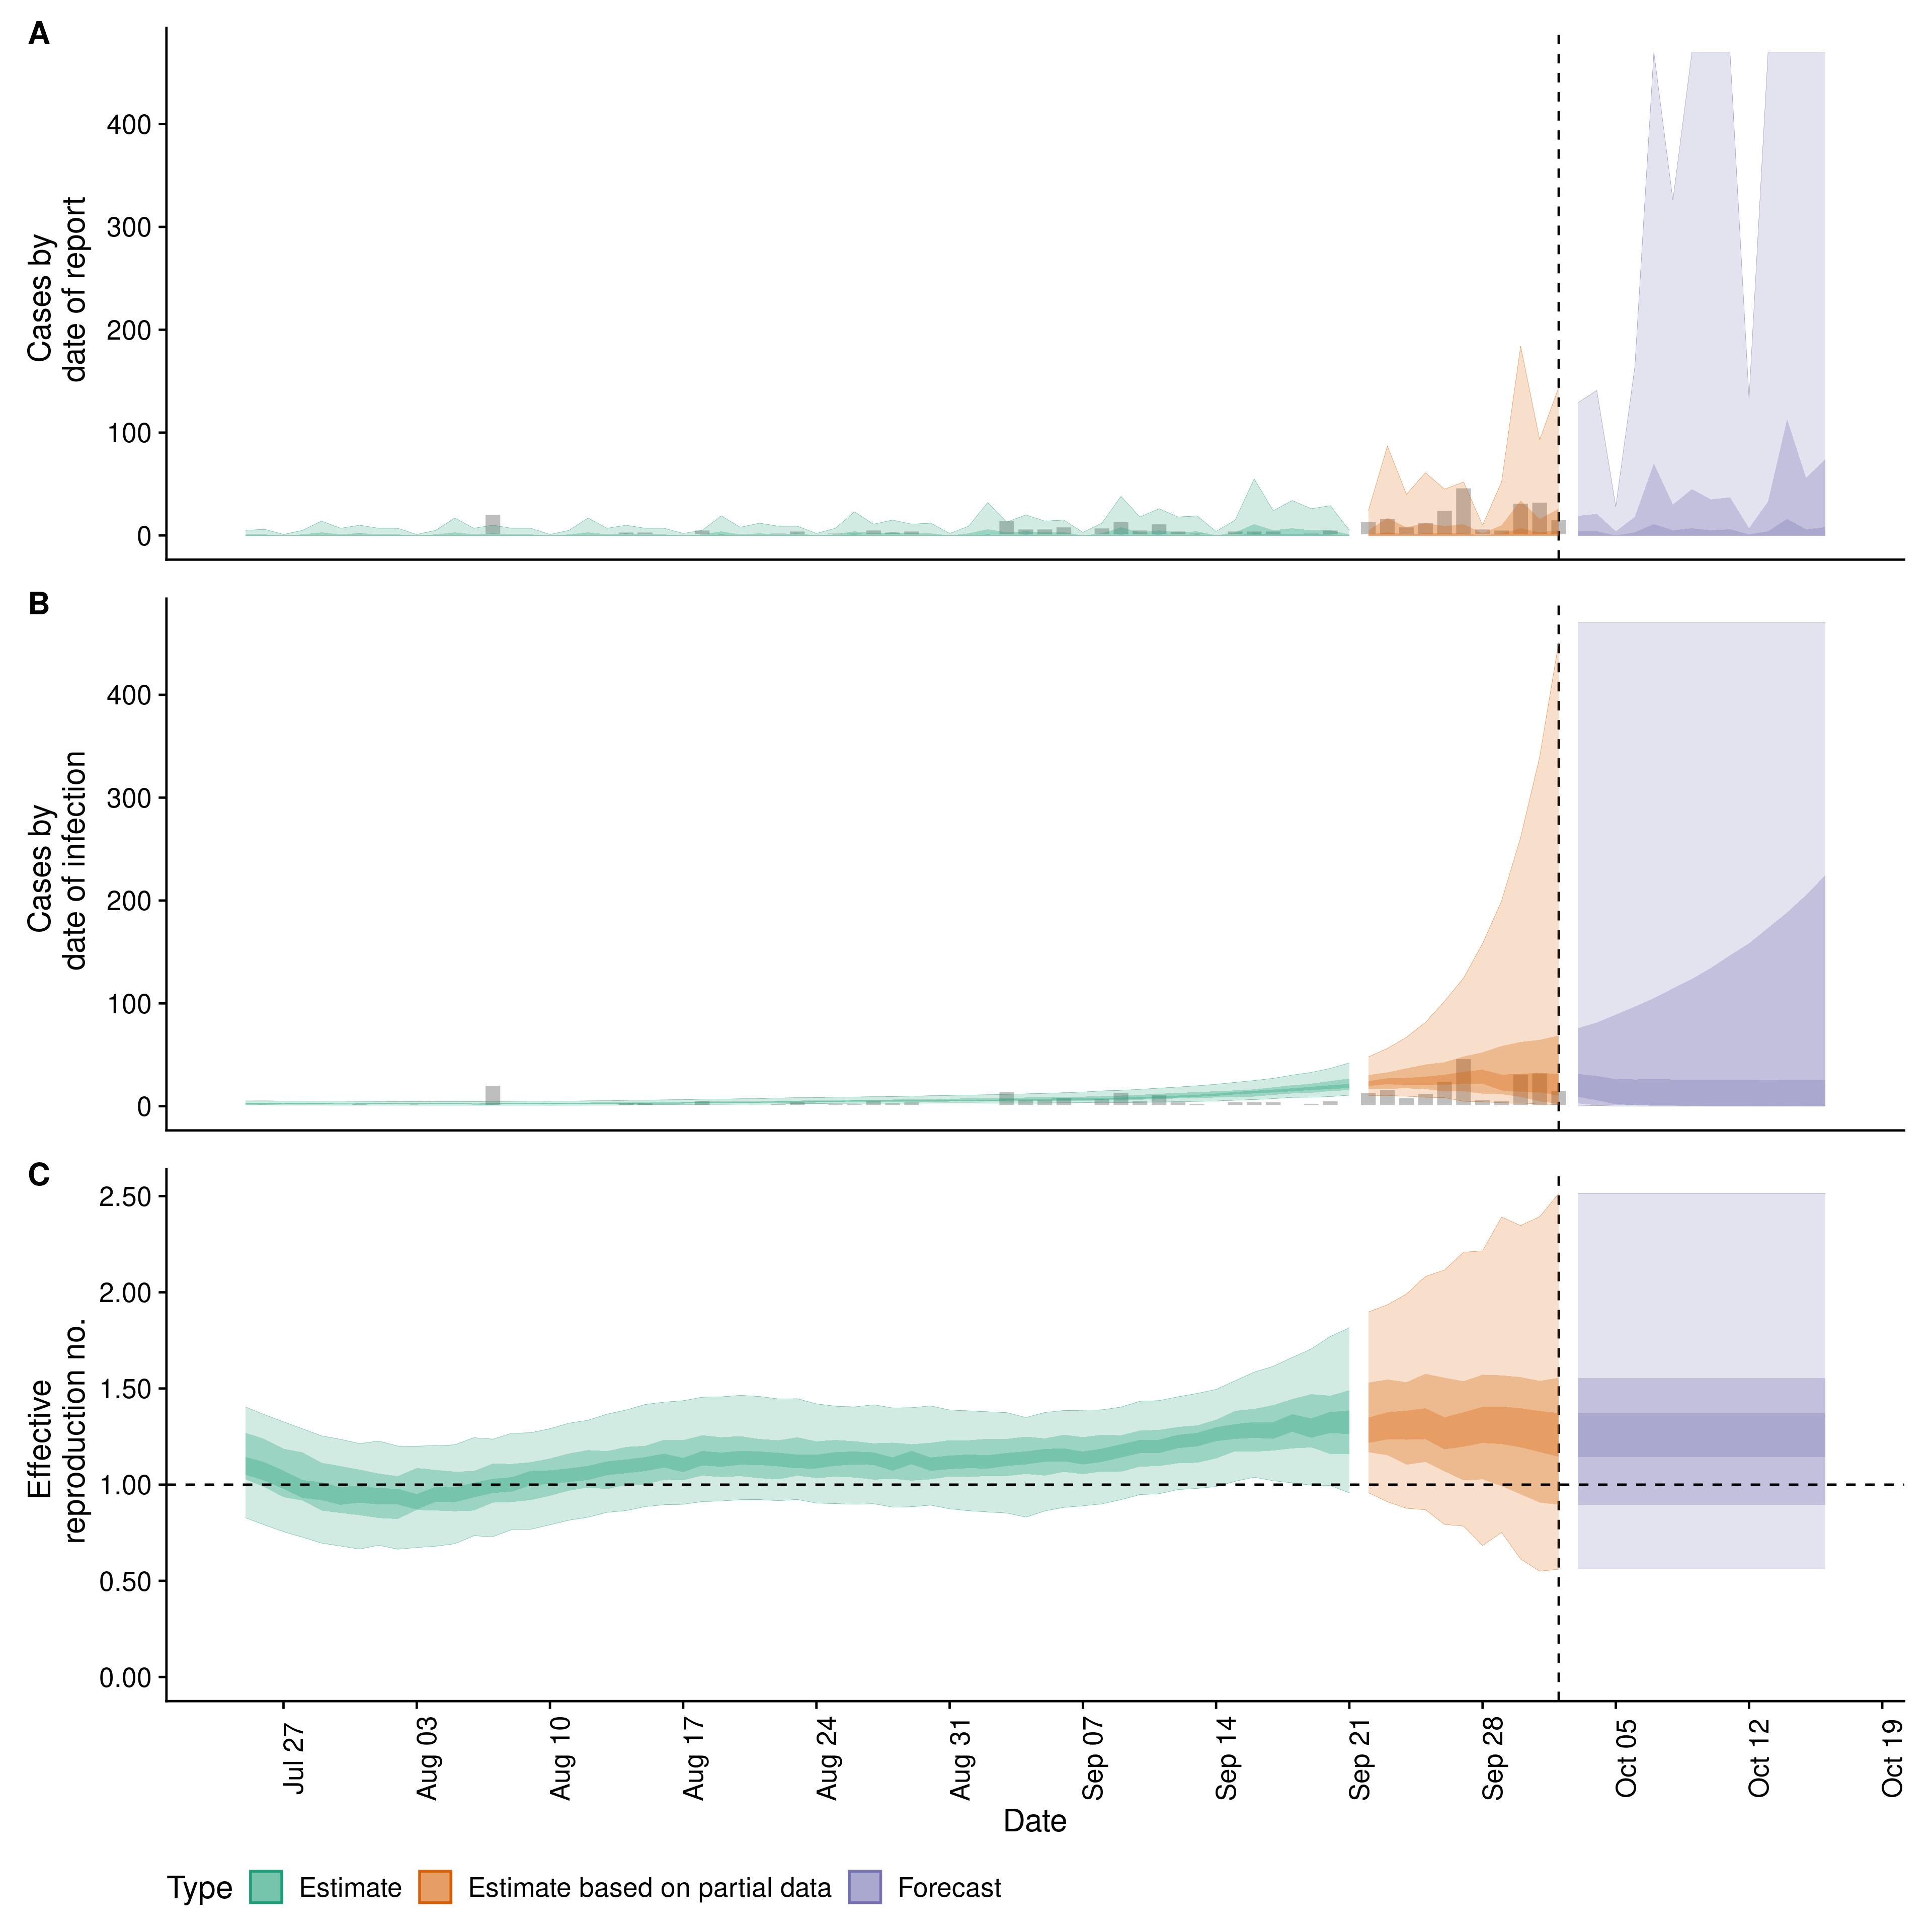 A
Cases by
date of report
400
300
200
100
0
B
Cases by
date of infection
400
300
200
100
0
C
Effective
reproduction no.
2.50
2.00
1.50
1.00
0.50
0.00
Jul 27
Aug 03
Aug 10
Aug 17
Aug 24
Aug 31
Sep 07
Sep 14
Sep 21
Sep 28
Oct 05
Oct 12
Oct 19
Date
Type Estimate Estimate based on partial data Forecast